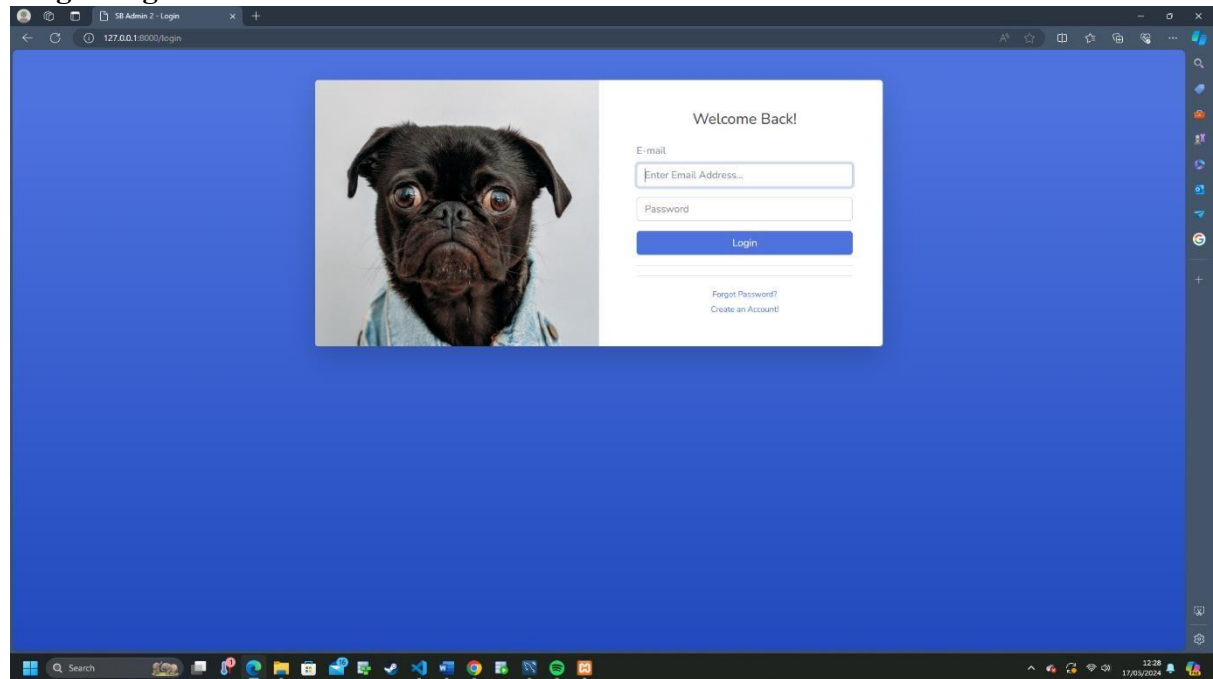 SB Admin 2 - Login
127.0.0.1:8000/login
Welcome Back!
E-mail
Enter Email Address...
Password
Login
Forgot Password?
Create an Account!
Search
12:28
17/05/2024